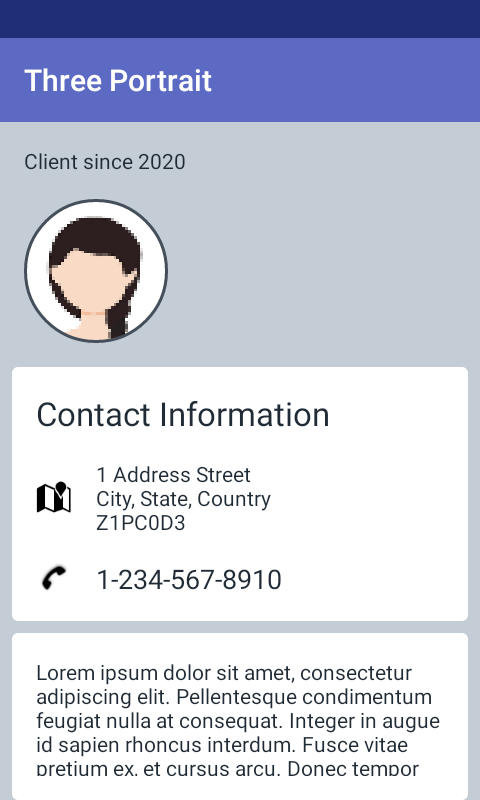 Three Portrait
Client since 2020
Contact Information
1 Address Street
City, State, Country
Z1PC0D3
1-234-567-8910
Lorem ipsum dolor sit amet, consectetur
adipiscing elit. Pellentesque condimentum
feugiat nulla at consequat. Integer in augue
id sapien rhoncus interdum. Fusce vitae
pretium ex, et cursus arcu. Donec tempor